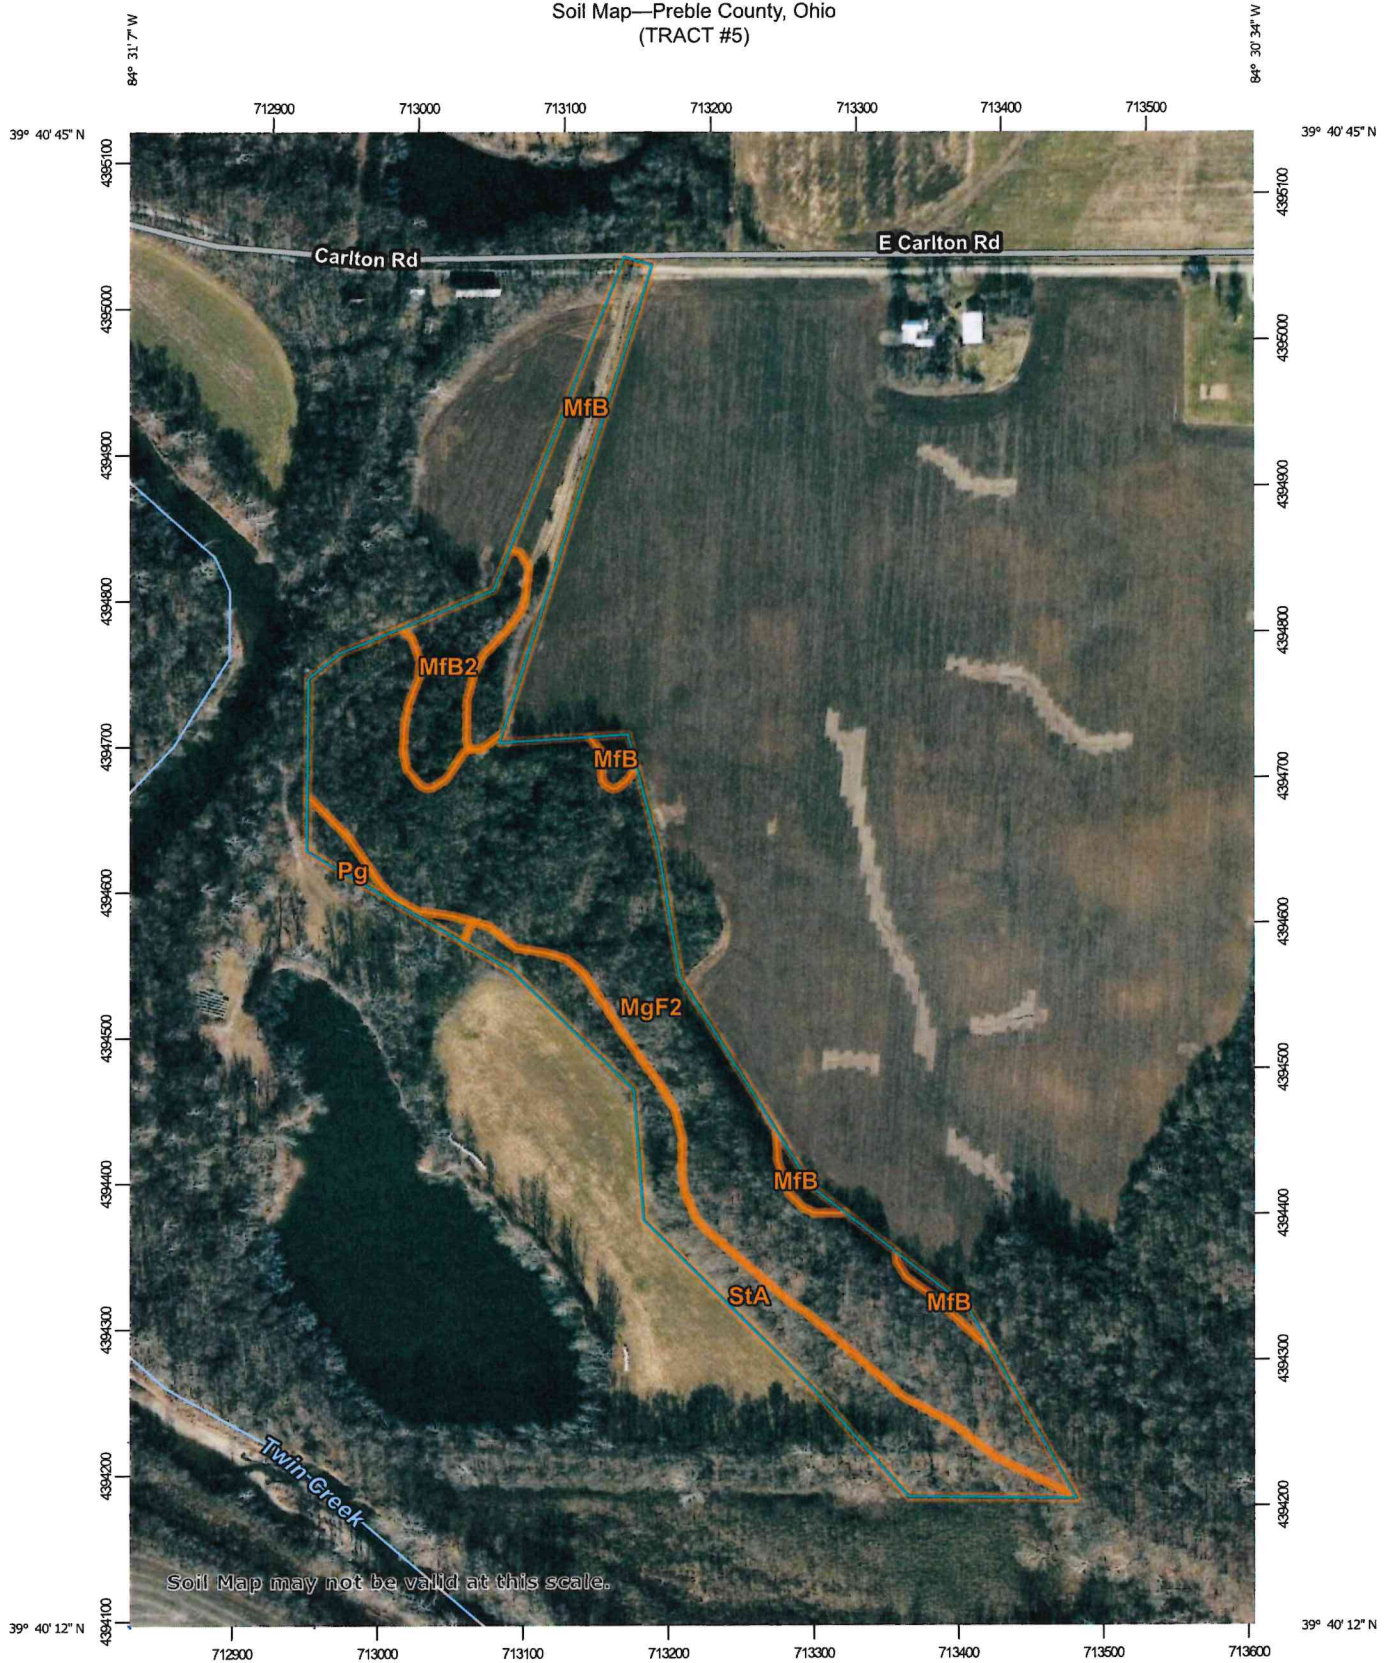 Soil Map—Preble County, Ohio
(TRACT #5)
84° 31' 7" W
84° 30' 34" W
712900 713000 713100 713200 713300 713400 713500
39° 40' 45" N
39° 40' 45" N
4395100
4395100
E Carlton Rd
Carlton Rd
4395000
4395000
MfB
4394900
4394900
4394800
4394800
MfB2
4394700
MfB
4394700
Pg
4394600
4394600
MgF2
4394500
4394500
MfB
4394400
4394400
StA
MfB
4394300
4394300
Twin Creek
4394200
4394200
Soil Map may not be valid at this scale.
4394100
39° 40' 12" N
39° 40' 12" N
712900 713000 713100 713200 713300 713400 713500 713600